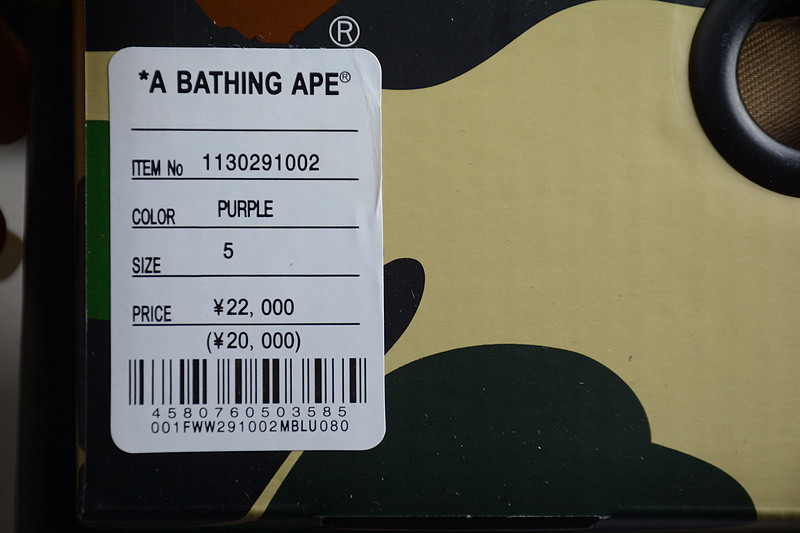 ®
*A BATHING APE®
ITEM No 1130291002
COLOR PURPLE
SIZE 5
PRICE ¥22, 000
(¥20, 000)
4580760503585
001FWW291002MBLU080